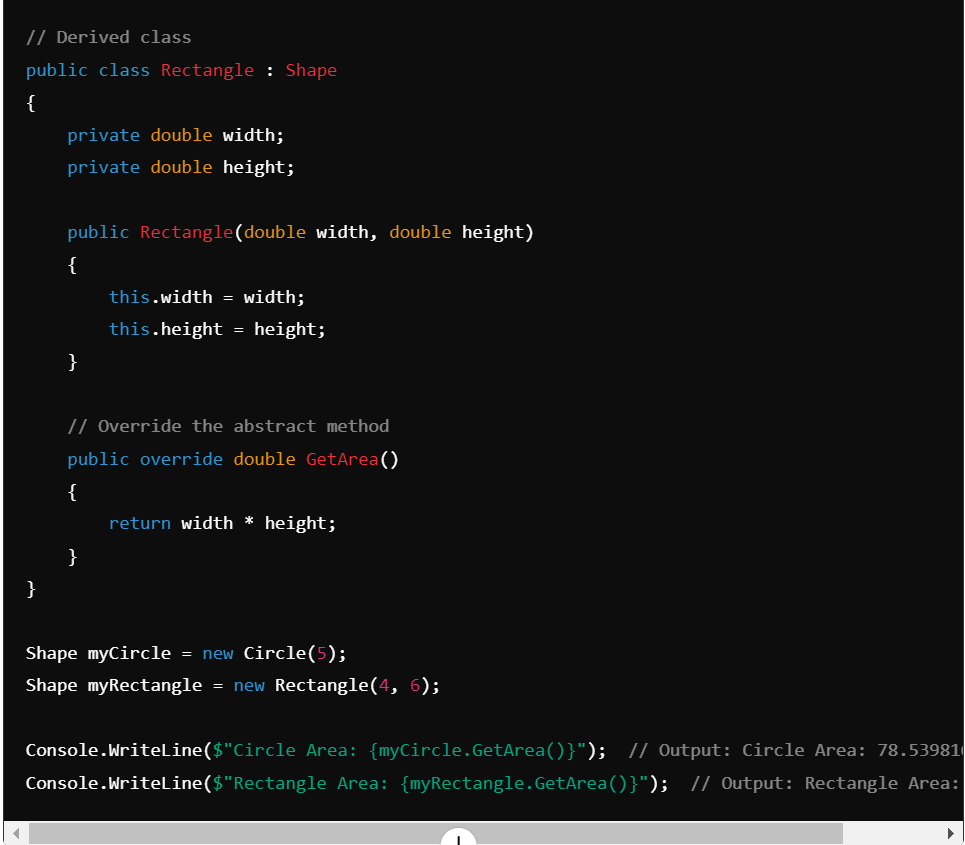 // Derived class
public class Rectangle : Shape
{
    private double width;
    private double height;

    public Rectangle(double width, double height)
    {
        this.width = width;
        this.height = height;
    }

    // Override the abstract method
    public override double GetArea()
    {
        return width * height;
    }
}

Shape myCircle = new Circle(5);
Shape myRectangle = new Rectangle(4, 6);

Console.WriteLine($"Circle Area: {myCircle.GetArea()}");  // Output: Circle Area: 78.53981
Console.WriteLine($"Rectangle Area: {myRectangle.GetArea()}");  // Output: Rectangle Area: